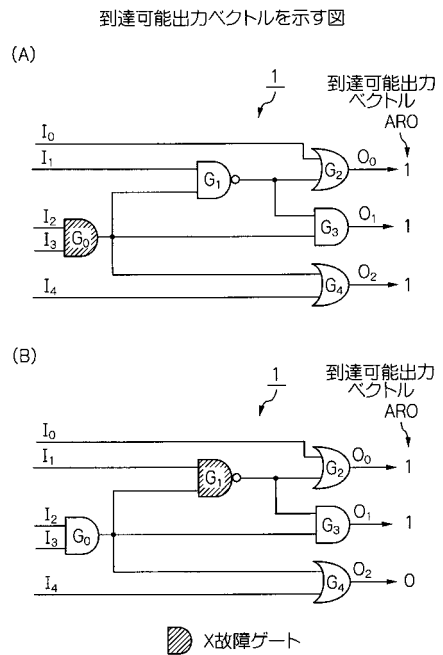 到達可能出力ベクトルを示す図
(A)
1
到達可能出力
ベクトル
ARO
I0
I1
G1
G2
O0
1
I2
I3
G0
G3
O1
1
I4
G4
O2
1
(B)
1
到達可能出力
ベクトル
ARO
I0
I1
G1
G2
O0
1
I2
I3
G0
G3
O1
1
I4
G4
O2
0
X故障ゲート